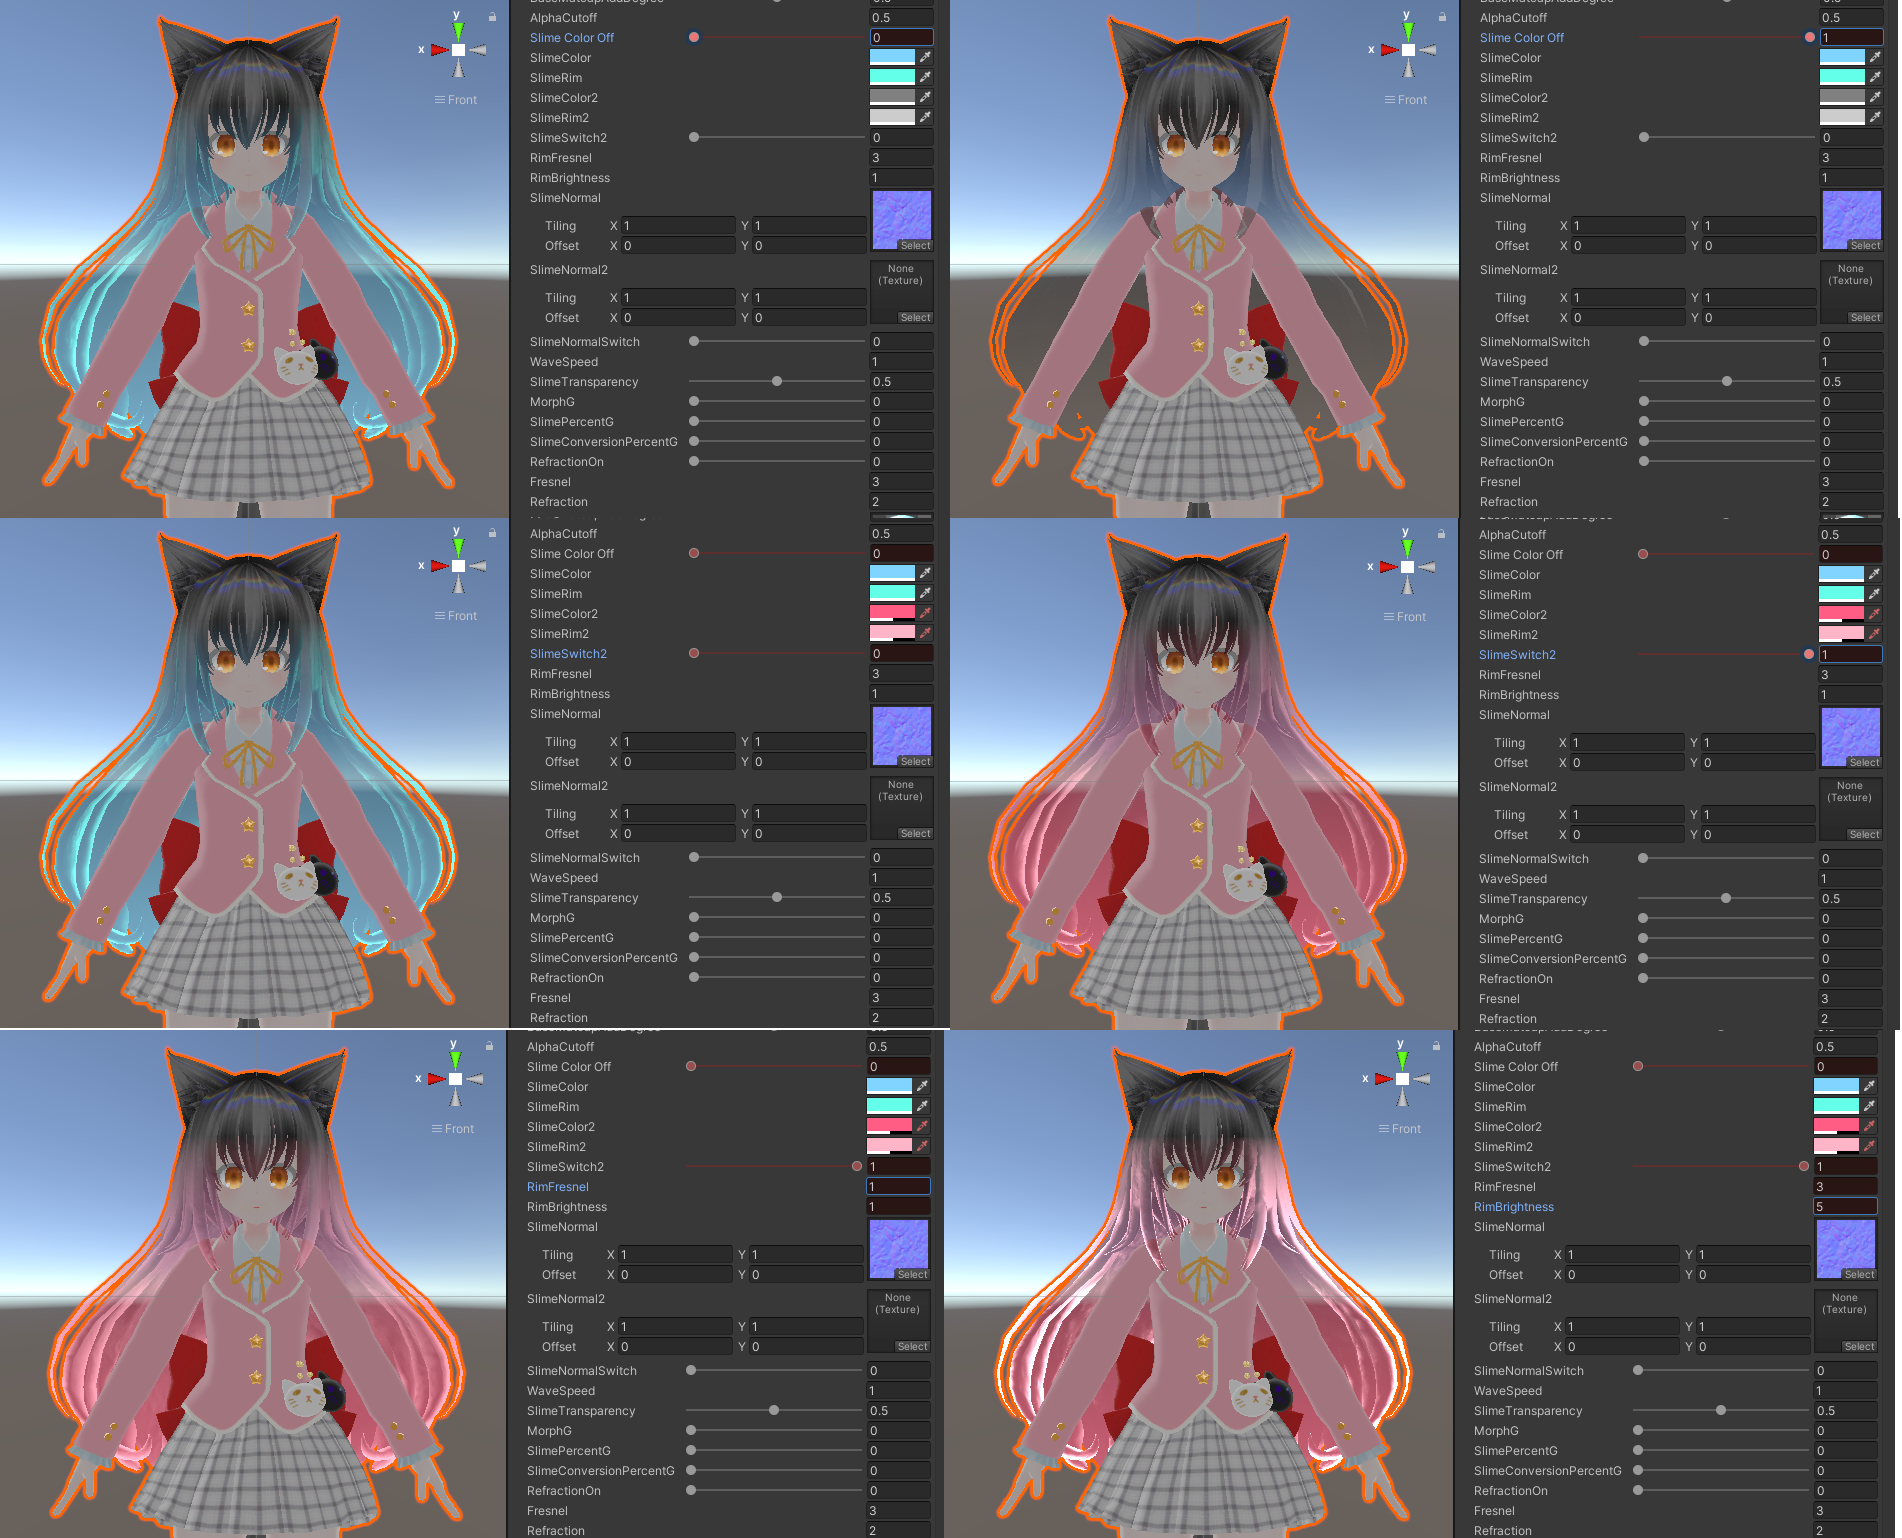 y
x
Front
AlphaCutoff 0.5
Slime Color Off 0
SlimeColor
SlimeRim
SlimeColor2
SlimeRim2
SlimeSwitch2 0
RimFresnel 3
RimBrightness 1
SlimeNormal
Tiling X 1 Y 1
Offset X 0 Y 0
Select
SlimeNormal2
None
(Texture)
Tiling X 1 Y 1
Offset X 0 Y 0
Select
SlimeNormalSwitch 0
WaveSpeed 1
SlimeTransparency 0.5
MorphG 0
SlimePercentG 0
SlimeConversionPercentG 0
RefractionOn 0
Fresnel 3
Refraction 2
y
x
Front
AlphaCutoff 0.5
Slime Color Off 1
SlimeColor
SlimeRim
SlimeColor2
SlimeRim2
SlimeSwitch2 0
RimFresnel 3
RimBrightness 1
SlimeNormal
Tiling X 1 Y 1
Offset X 0 Y 0
Select
SlimeNormal2
None
(Texture)
Tiling X 1 Y 1
Offset X 0 Y 0
Select
SlimeNormalSwitch 0
WaveSpeed 1
SlimeTransparency 0.5
MorphG 0
SlimePercentG 0
SlimeConversionPercentG 0
RefractionOn 0
Fresnel 3
Refraction 2
y
x
Front
AlphaCutoff 0.5
Slime Color Off 0
SlimeColor
SlimeRim
SlimeColor2
SlimeRim2
SlimeSwitch2 0
RimFresnel 3
RimBrightness 1
SlimeNormal
Tiling X 1 Y 1
Offset X 0 Y 0
Select
SlimeNormal2
None
(Texture)
Tiling X 1 Y 1
Offset X 0 Y 0
Select
SlimeNormalSwitch 0
WaveSpeed 1
SlimeTransparency 0.5
MorphG 0
SlimePercentG 0
SlimeConversionPercentG 0
RefractionOn 0
Fresnel 3
Refraction 2
y
x
Front
AlphaCutoff 0.5
Slime Color Off 0
SlimeColor
SlimeRim
SlimeColor2
SlimeRim2
SlimeSwitch2 1
RimFresnel 3
RimBrightness 1
SlimeNormal
Tiling X 1 Y 1
Offset X 0 Y 0
Select
SlimeNormal2
None
(Texture)
Tiling X 1 Y 1
Offset X 0 Y 0
Select
SlimeNormalSwitch 0
WaveSpeed 1
SlimeTransparency 0.5
MorphG 0
SlimePercentG 0
SlimeConversionPercentG 0
RefractionOn 0
Fresnel 3
Refraction 2
y
x
Front
AlphaCutoff 0.5
Slime Color Off 0
SlimeColor
SlimeRim
SlimeColor2
SlimeRim2
SlimeSwitch2 1
RimFresnel 1
RimBrightness 1
SlimeNormal
Tiling X 1 Y 1
Offset X 0 Y 0
Select
SlimeNormal2
None
(Texture)
Tiling X 1 Y 1
Offset X 0 Y 0
Select
SlimeNormalSwitch 0
WaveSpeed 1
SlimeTransparency 0.5
MorphG 0
SlimePercentG 0
SlimeConversionPercentG 0
RefractionOn 0
Fresnel 3
Refraction 2
y
x
Front
AlphaCutoff 0.5
Slime Color Off 0
SlimeColor
SlimeRim
SlimeColor2
SlimeRim2
SlimeSwitch2 1
RimFresnel 3
RimBrightness 5
SlimeNormal
Tiling X 1 Y 1
Offset X 0 Y 0
Select
SlimeNormal2
None
(Texture)
Tiling X 1 Y 1
Offset X 0 Y 0
Select
SlimeNormalSwitch 0
WaveSpeed 1
SlimeTransparency 0.5
MorphG 0
SlimePercentG 0
SlimeConversionPercentG 0
RefractionOn 0
Fresnel 3
Refraction 2